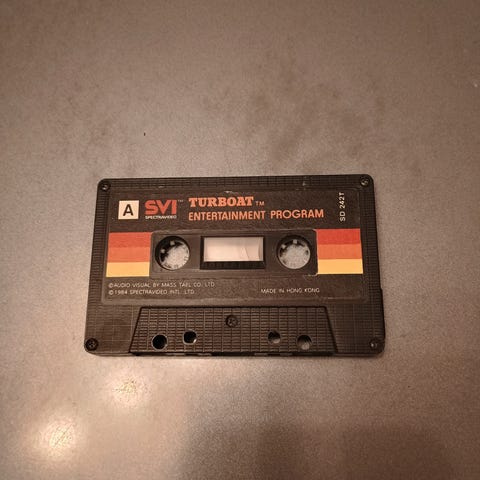 A
SVI™
SPECTRAVIDEO
TURBOAT™
ENTERTAINMENT PROGRAM
SD 242T
©AUDIO VISUAL BY MASS TAEL CO. LTD
©1984 SPECTRAVIDEO INT'L. LTD.
MADE IN HONG KONG